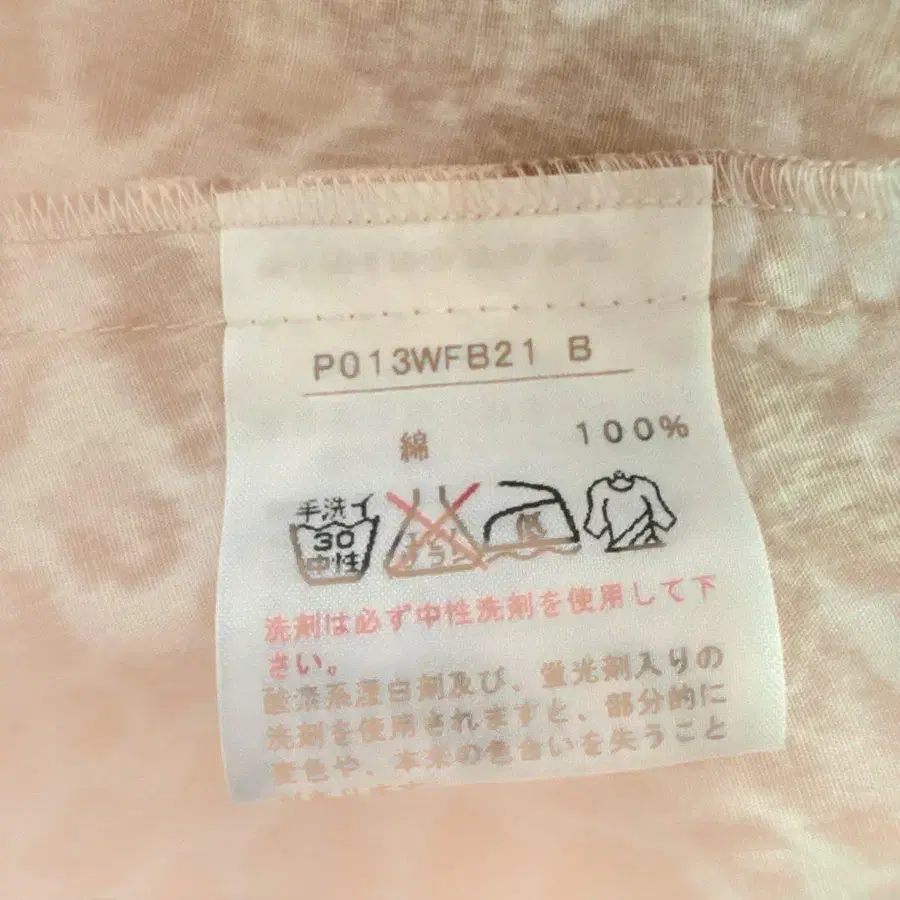 P013WFB21 B
綿 100%
手洗イ
30
中性
低
洗剤は必ず中性洗剤を使用して下
さい。
酸素系漂白剤及び、蛍光剤入りの
洗剤を使用されますと、部分的に
変色や、本来の色合いを失うこと